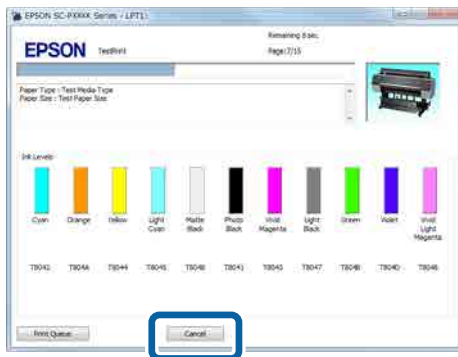 EPSON SC-PXXXX Series - LPT1:
EPSON
TestPrint
Remaining 8 sec.
Page:7/15
Paper Type : Test Media Type
Paper Size : Test Paper Size
Ink Levels
Cyan Orange Yellow Light Cyan Matte Black Photo Black Vivid Magenta Light Black Green Violet Vivid Light Magenta
T8042 T804A T8044 T8045 T8048 T8041 T8043 T8047 T804B T804D T8046
Print Queue
Cancel